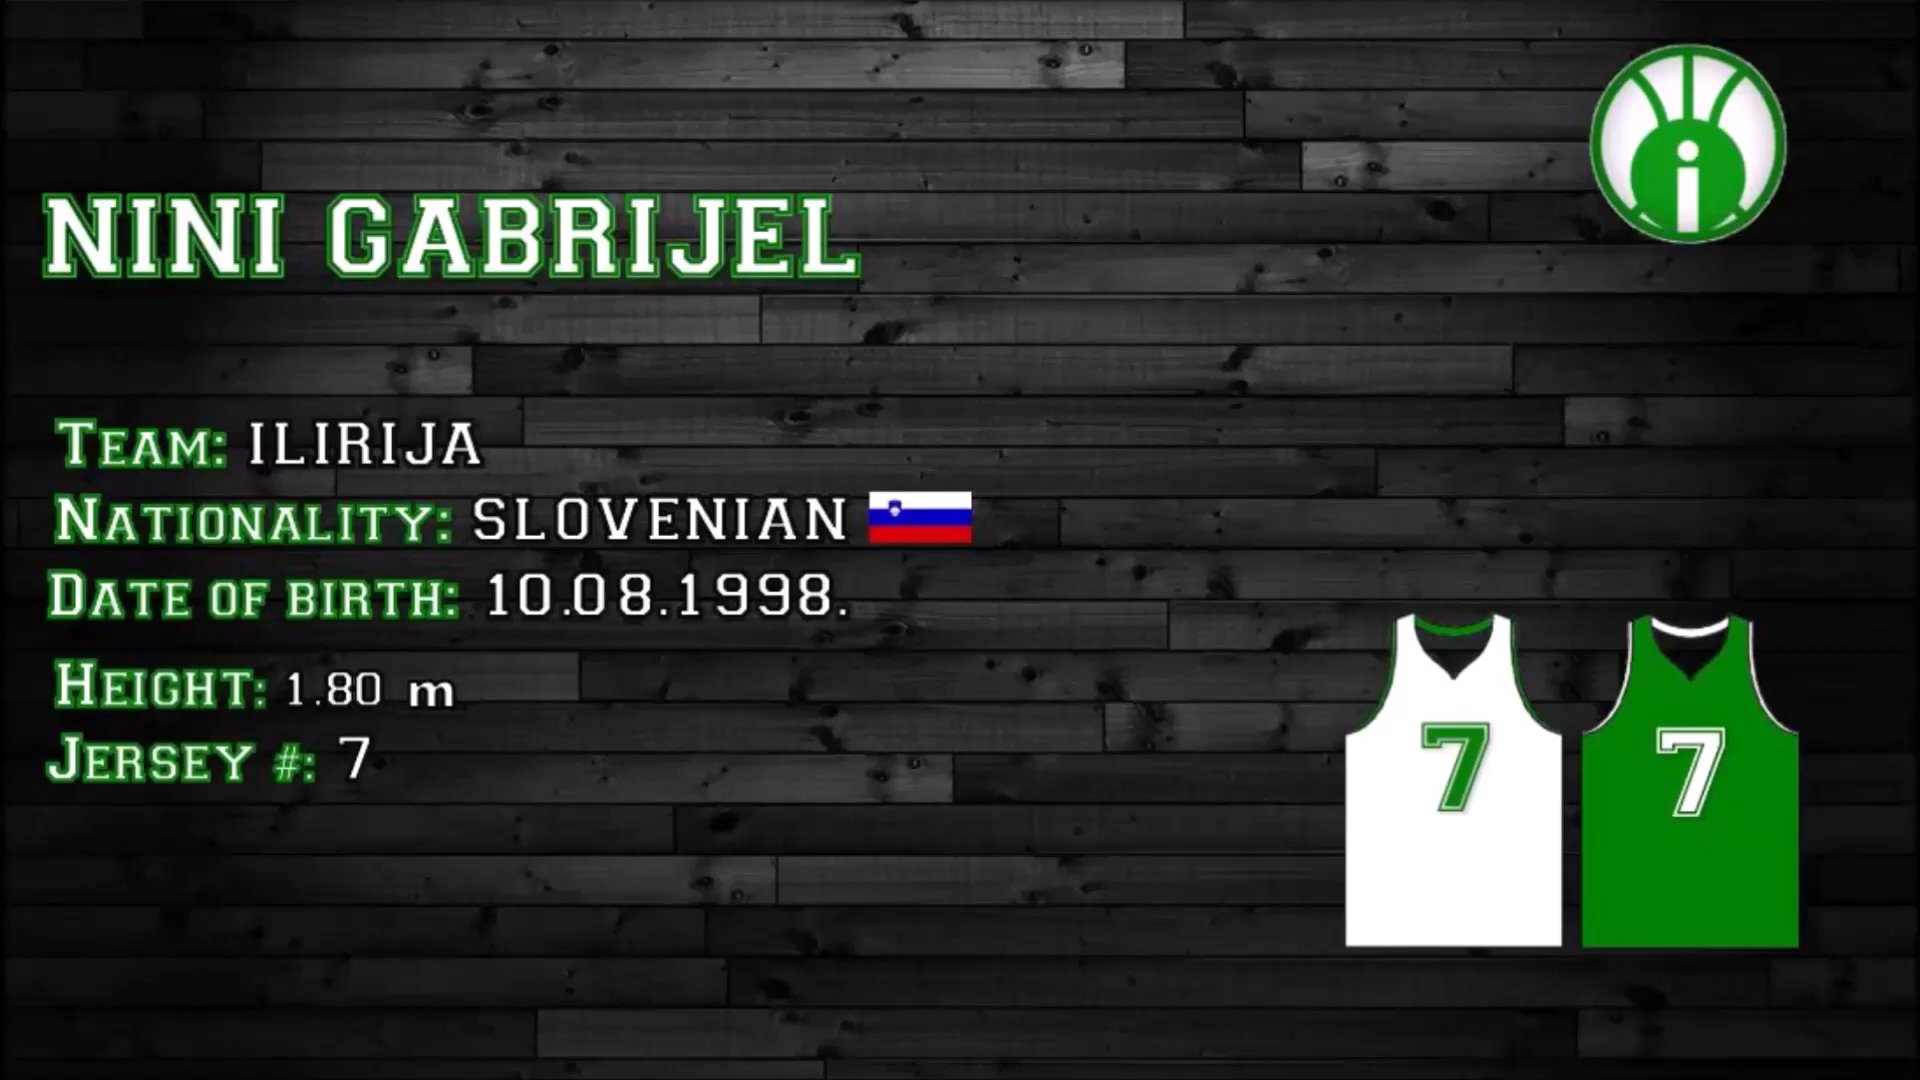 NINI GABRIJEL
i
TEAM: ILIRIJA
NATIONALITY: SLOVENIAN
DATE OF BIRTH: 10.08.1998.
HEIGHT: 1.80 m
JERSEY #: 7
7
7